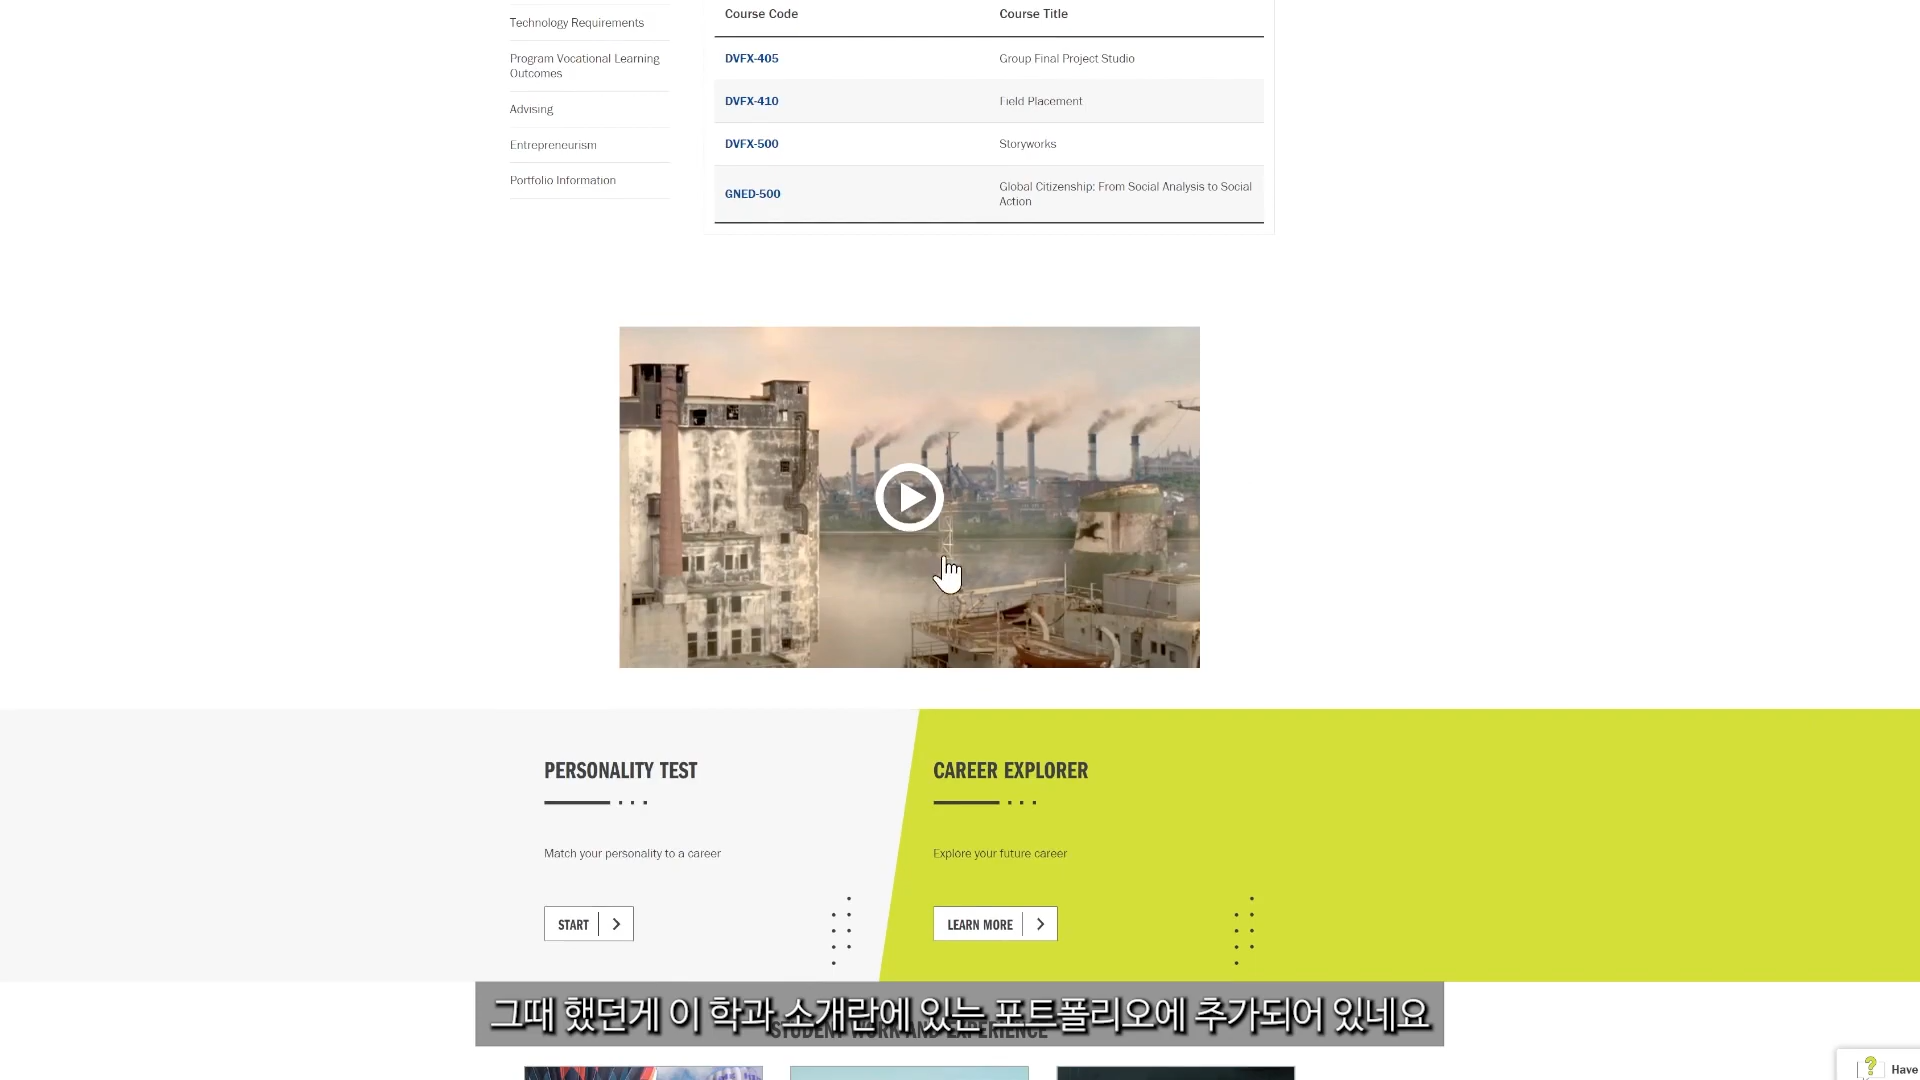 Technology Requirements
Program Vocational Learning
Outcomes
Advising
Entrepreneurism
Portfolio Information
Course Code Course Title
DVFX-405 Group Final Project Studio
DVFX-410 Field Placement
DVFX-500 Storyworks
GNED-500 Global Citizenship: From Social Analysis to Social
Action
PERSONALITY TEST
Match your personality to a career
START
CAREER EXPLORER
Explore your future career
LEARN MORE
그때 했던게 이 학과 소개란에 있는 포트폴리오에 추가되어 있네요
STUDENT WORK AND EXPERIENCE
? Have